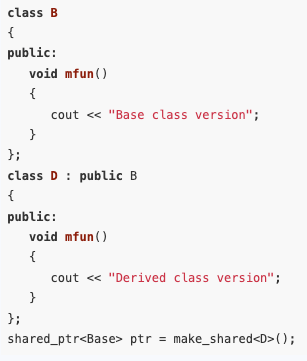 class B
{
public:
   void mfun()
   {
      cout << "Base class version";
   }
};
class D : public B
{
public:
   void mfun()
   {
      cout << "Derived class version";
   }
};
shared_ptr<Base> ptr = make_shared<D>();